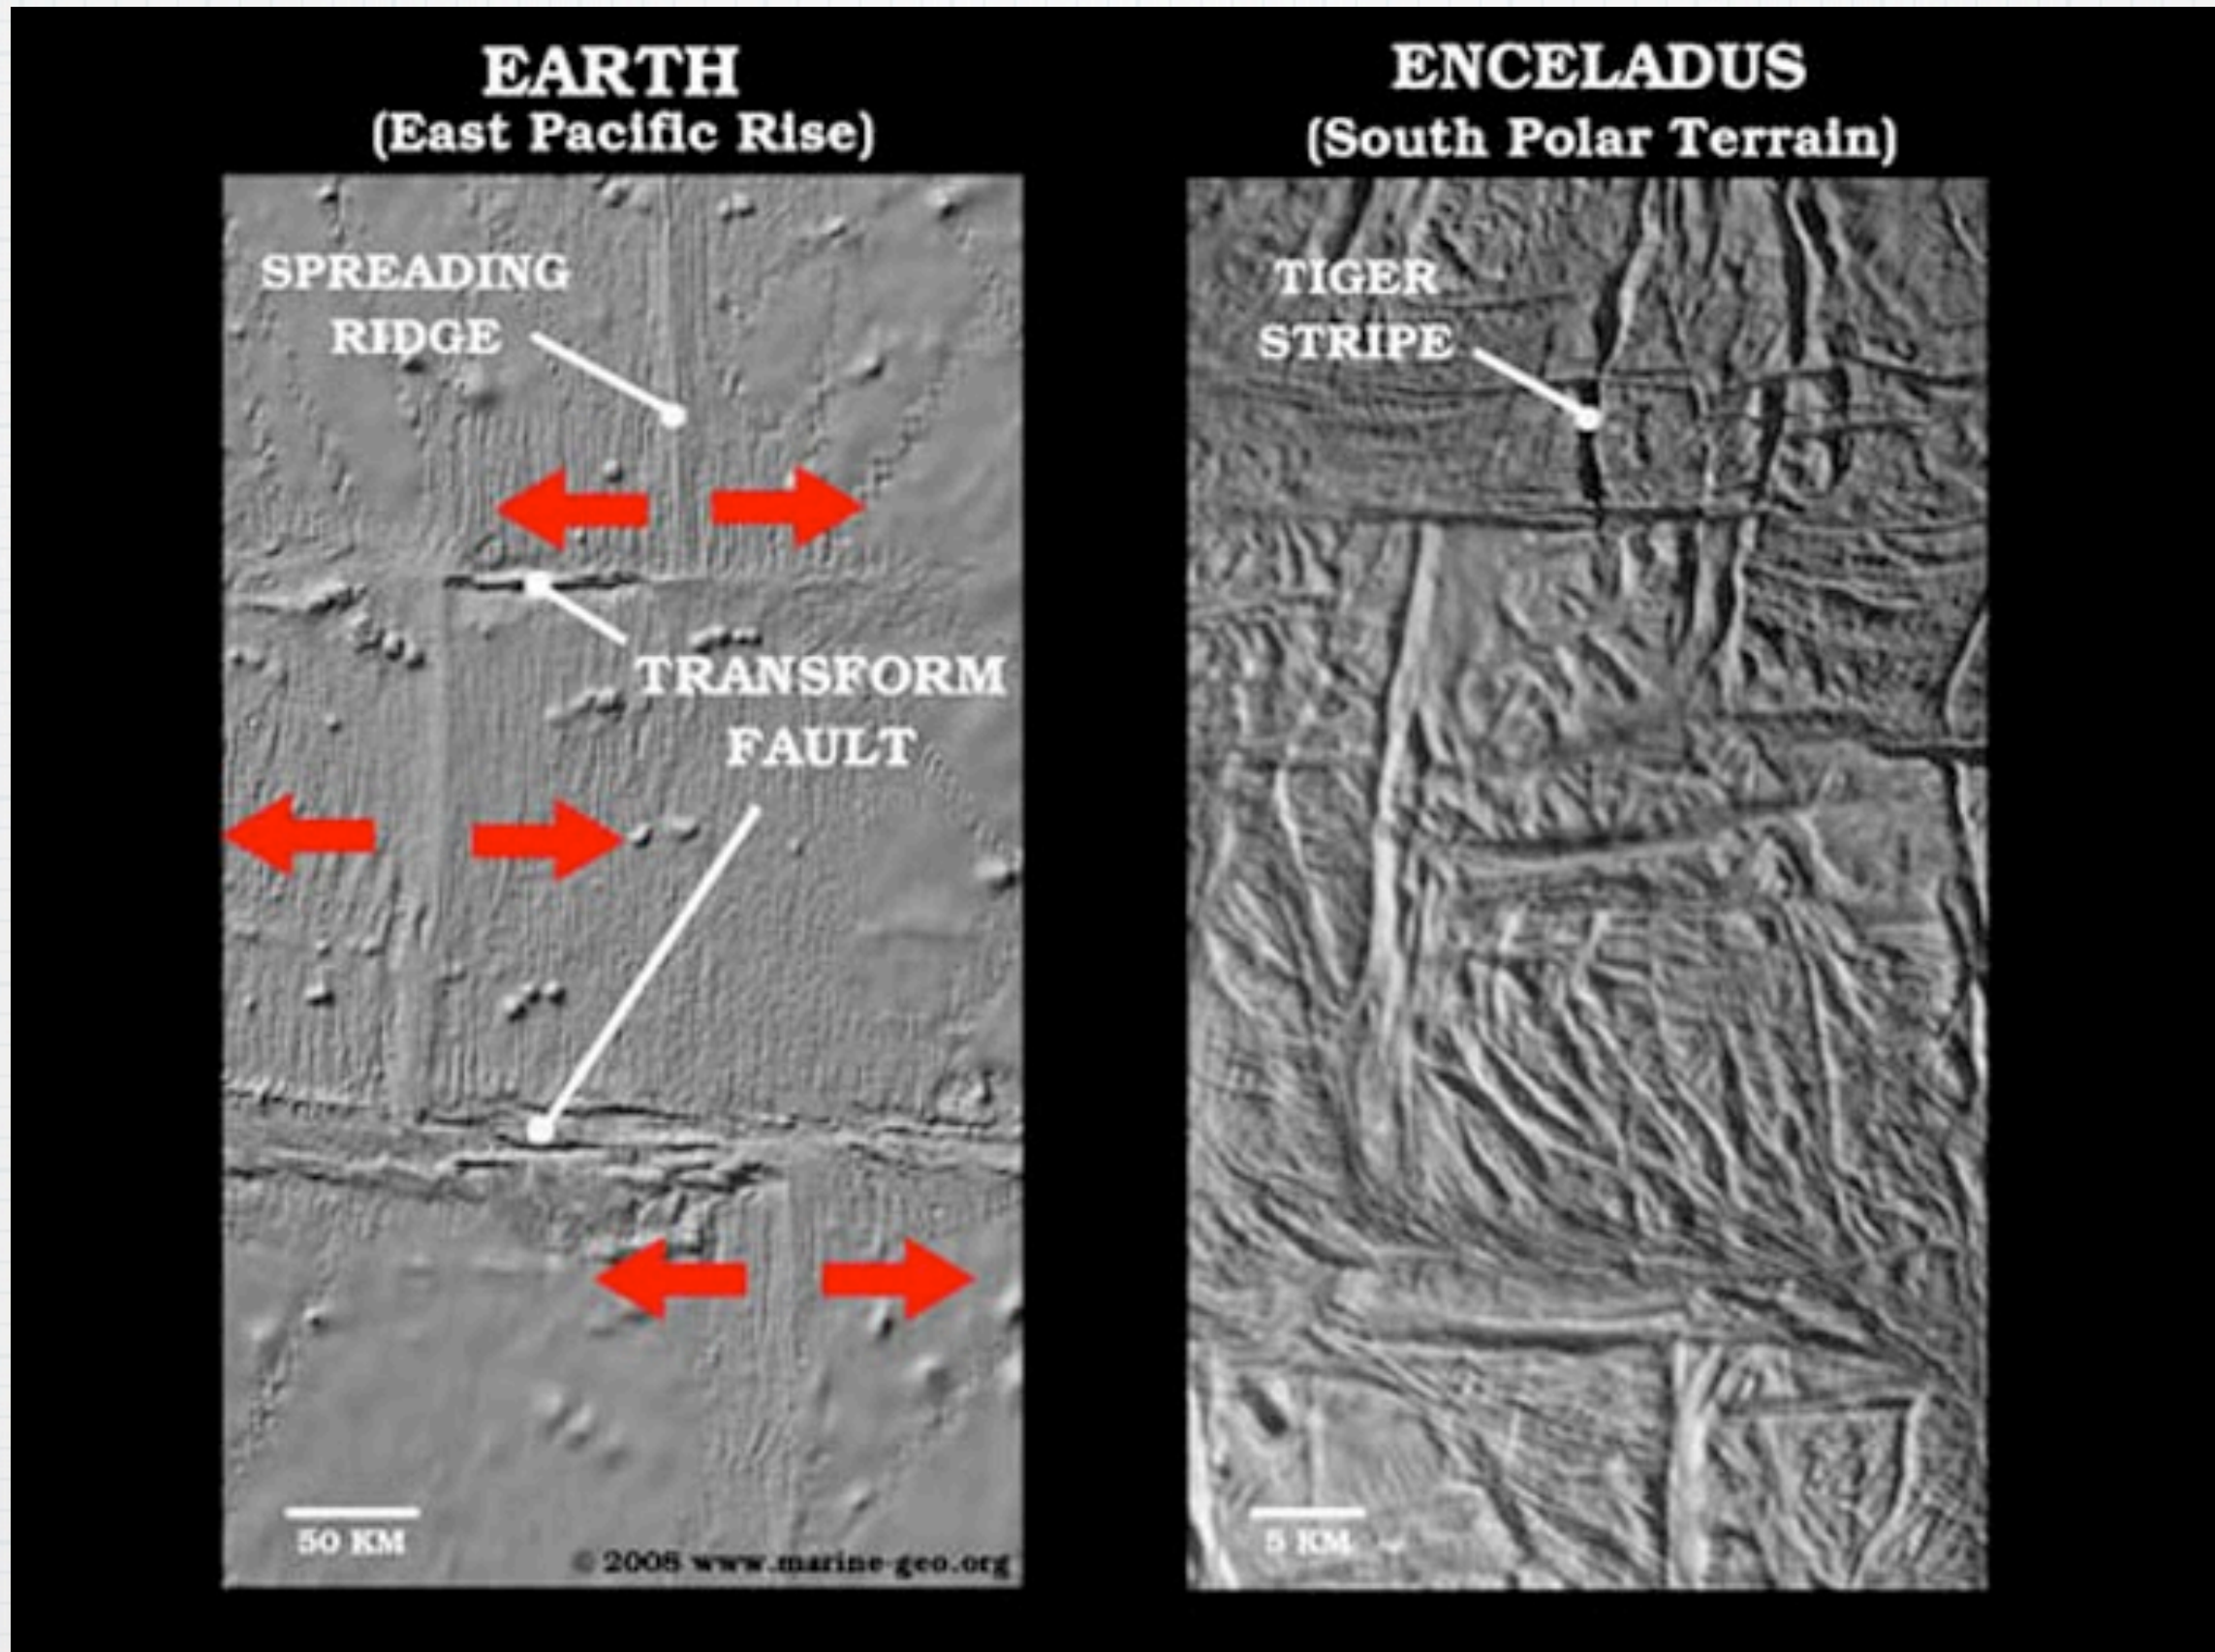 EARTH
(East Pacific Rise)
SPREADING
RIDGE
TRANSFORM
FAULT
50 KM
© 2008 www.marine-geo.org
ENCELADUS
(South Polar Terrain)
TIGER
STRIPE
5 KM